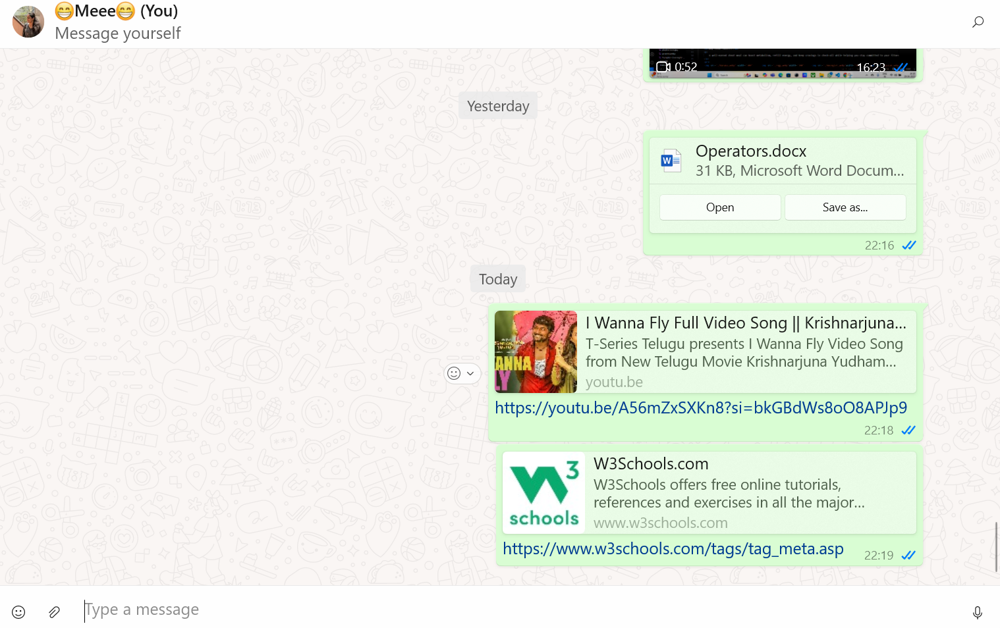 😁Meee😁 (You)
Message yourself
0:52
16:23
Yesterday
Operators.docx
31 KB, Microsoft Word Docum...
Open
Save as...
22:16
Today
I Wanna Fly Full Video Song || Krishnarjuna...
T-Series Telugu presents I Wanna Fly Video Song
from New Telugu Movie Krishnarjuna Yudham...
youtu.be
https://youtu.be/A56mZxSXKn8?si=bkGBdWs8oO8APJp9
22:18
W3Schools.com
W3Schools offers free online tutorials,
references and exercises in all the major...
www.w3schools.com
W3
schools
https://www.w3schools.com/tags/tag_meta.asp
22:19
Type a message